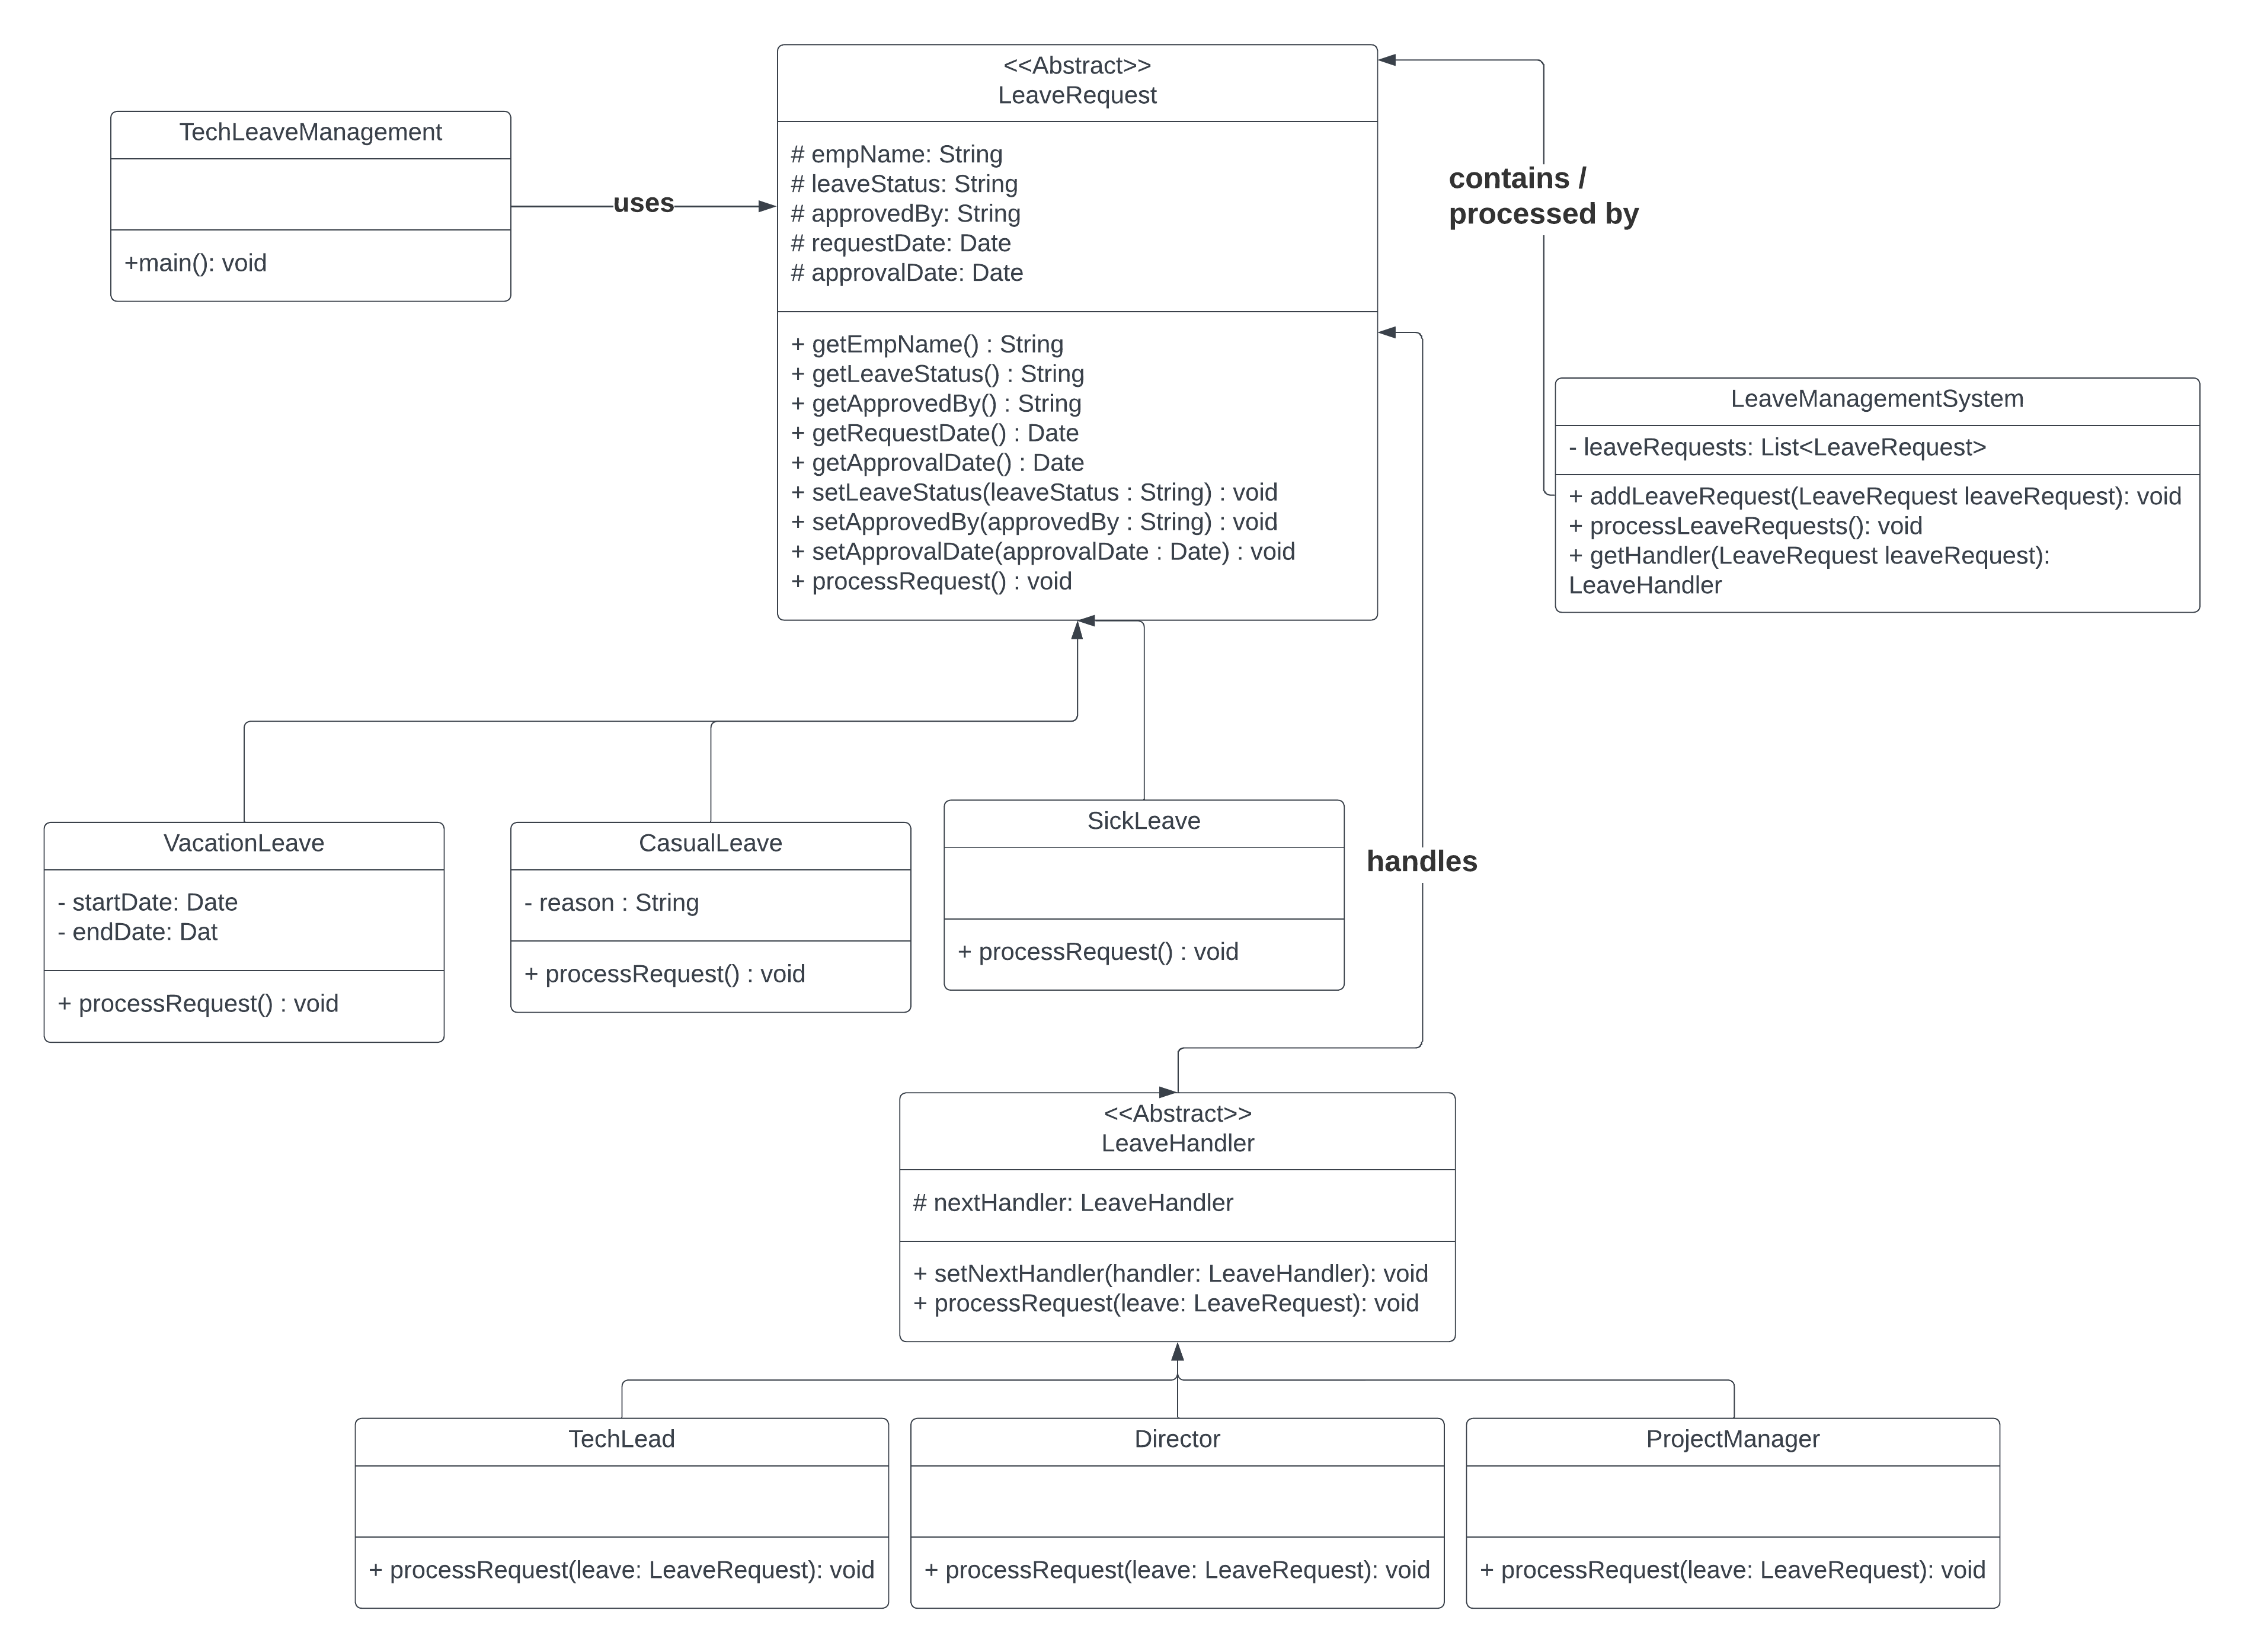 <<Abstract>>
LeaveRequest
# empName: String
# leaveStatus: String
# approvedBy: String
# requestDate: Date
# approvalDate: Date
+ getEmpName() : String
+ getLeaveStatus() : String
+ getApprovedBy() : String
+ getRequestDate() : Date
+ getApprovalDate() : Date
+ setLeaveStatus(leaveStatus : String) : void
+ setApprovedBy(approvedBy : String) : void
+ setApprovalDate(approvalDate : Date) : void
+ processRequest() : void
TechLeaveManagement
+main(): void
uses
contains /
processed by
LeaveManagementSystem
- leaveRequests: List<LeaveRequest>
+ addLeaveRequest(LeaveRequest leaveRequest): void
+ processLeaveRequests(): void
+ getHandler(LeaveRequest leaveRequest):
LeaveHandler
VacationLeave
- startDate: Date
- endDate: Dat
+ processRequest() : void
CasualLeave
- reason : String
+ processRequest() : void
SickLeave
+ processRequest() : void
handles
<<Abstract>>
LeaveHandler
# nextHandler: LeaveHandler
+ setNextHandler(handler: LeaveHandler): void
+ processRequest(leave: LeaveRequest): void
TechLead
+ processRequest(leave: LeaveRequest): void
Director
+ processRequest(leave: LeaveRequest): void
ProjectManager
+ processRequest(leave: LeaveRequest): void